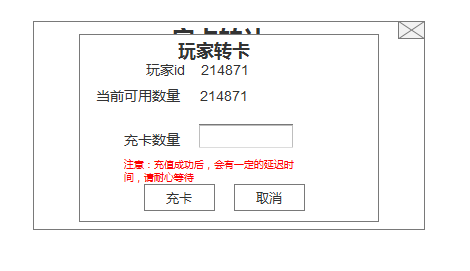 玩家转卡
玩家id 214871
当前可用数量 214871
充卡数量
注意：充值成功后，会有一定的延迟时
间，请耐心等待
充卡 取消